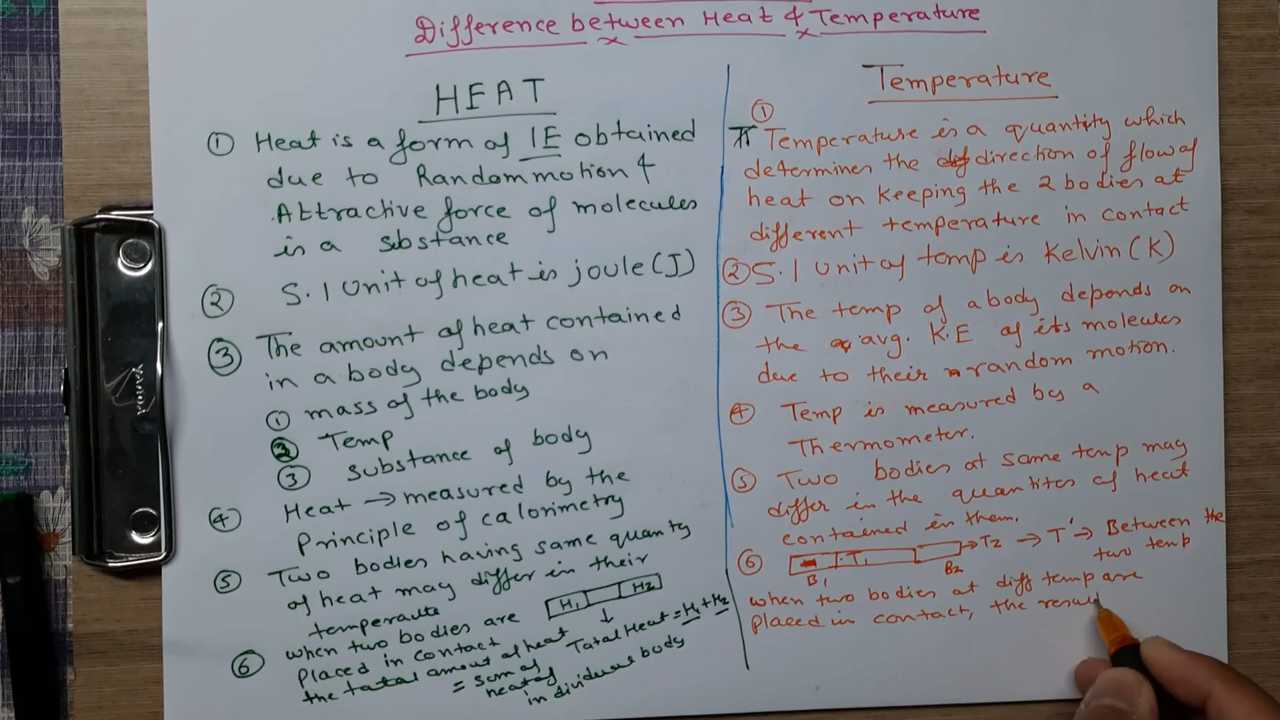 Difference between Heat & Temperature
HEAT
① Heat is a form of IE obtained
due to Random motion &
Attractive force of molecules
is a substance
② S.I Unit of heat is joule (J)
③ The amount of heat contained
in a body depends on
① mass of the body
② Temp
③ substance of body
④ Heat → measured by the
Principle of calorimetry
⑤ Two bodies having same quanty
of heat may differ in their
temperaute
⑥ when two bodies are
placed in contact
the tatal amount of heat
= sum of
heat of
in dividual body
H1 H2
↓
Tatal Heat = H1 + H2
Temperature
①
Temperature is a quantity which
determines the direction of flow of
heat on keeping the 2 bodies at
different temperature in contact
② S.I Unit of temp is Kelvin (K)
③ The temp of a body depends on
the avg. K.E of its molecules
due to their random motion.
④ Temp is measured by a
Thermometer.
⑤ Two bodies at same temp may
differ in the quantites of heat
contained in them.
⑥ T1 → T2 → T' → Between the
two temp
B1 B2
when two bodies at diff temp are
placed in contact, the resul